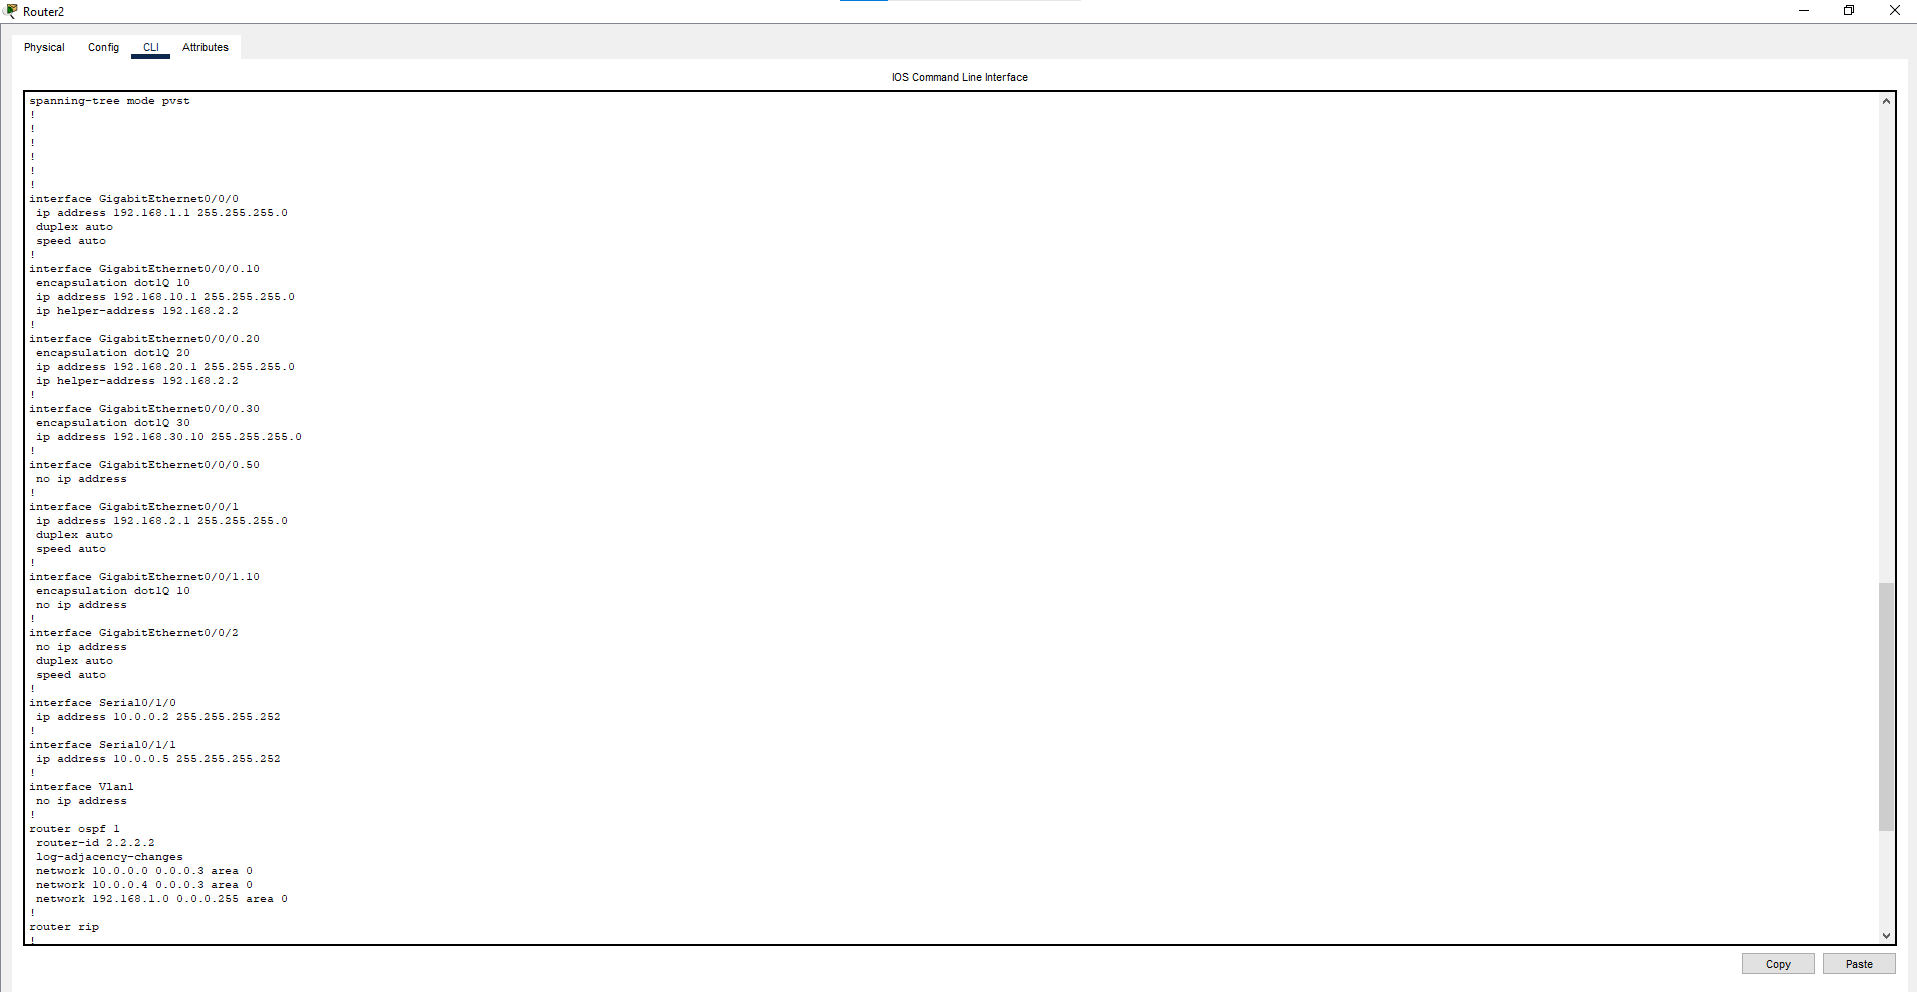 Router2
Physical Config CLI Attributes
IOS Command Line Interface
spanning-tree mode pvst
!
!
!
!
!
!
interface GigabitEthernet0/0/0
 ip address 192.168.1.1 255.255.255.0
 duplex auto
 speed auto
!
interface GigabitEthernet0/0/0.10
 encapsulation dot1Q 10
 ip address 192.168.10.1 255.255.255.0
 ip helper-address 192.168.2.2
!
interface GigabitEthernet0/0/0.20
 encapsulation dot1Q 20
 ip address 192.168.20.1 255.255.255.0
 ip helper-address 192.168.2.2
!
interface GigabitEthernet0/0/0.30
 encapsulation dot1Q 30
 ip address 192.168.30.10 255.255.255.0
!
interface GigabitEthernet0/0/0.50
 no ip address
!
interface GigabitEthernet0/0/1
 ip address 192.168.2.1 255.255.255.0
 duplex auto
 speed auto
!
interface GigabitEthernet0/0/1.10
 encapsulation dot1Q 10
 no ip address
!
interface GigabitEthernet0/0/2
 no ip address
 duplex auto
 speed auto
!
interface Serial0/1/0
 ip address 10.0.0.2 255.255.255.252
!
interface Serial0/1/1
 ip address 10.0.0.5 255.255.255.252
!
interface Vlan1
 no ip address
!
router ospf 1
 router-id 2.2.2.2
 log-adjacency-changes
 network 10.0.0.0 0.0.0.3 area 0
 network 10.0.0.4 0.0.0.3 area 0
 network 192.168.1.0 0.0.0.255 area 0
!
router rip
!
Copy Paste